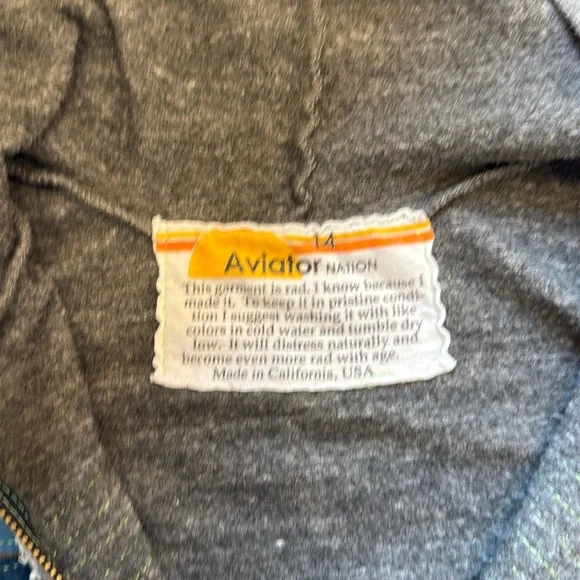 14
Aviator NATION
This garment is rad, I know because I
made it. To keep it in pristine condi-
tion I suggest washing it with like
colors in cold water and tumble dry
low. It will distress naturally and
become even more rad with age.
Made in California, USA